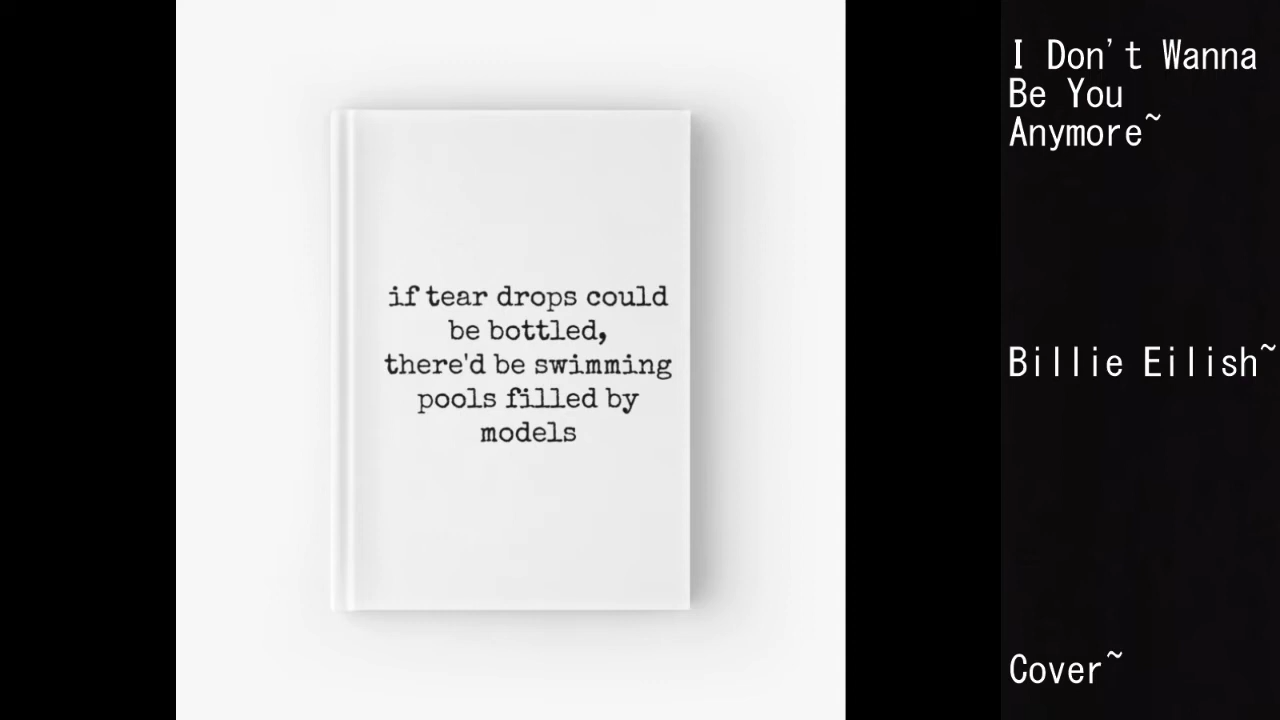 if tear drops could
be bottled,
there'd be swimming
pools filled by
models
I Don't Wanna
Be You
Anymore~
Billie Eilish~
Cover~